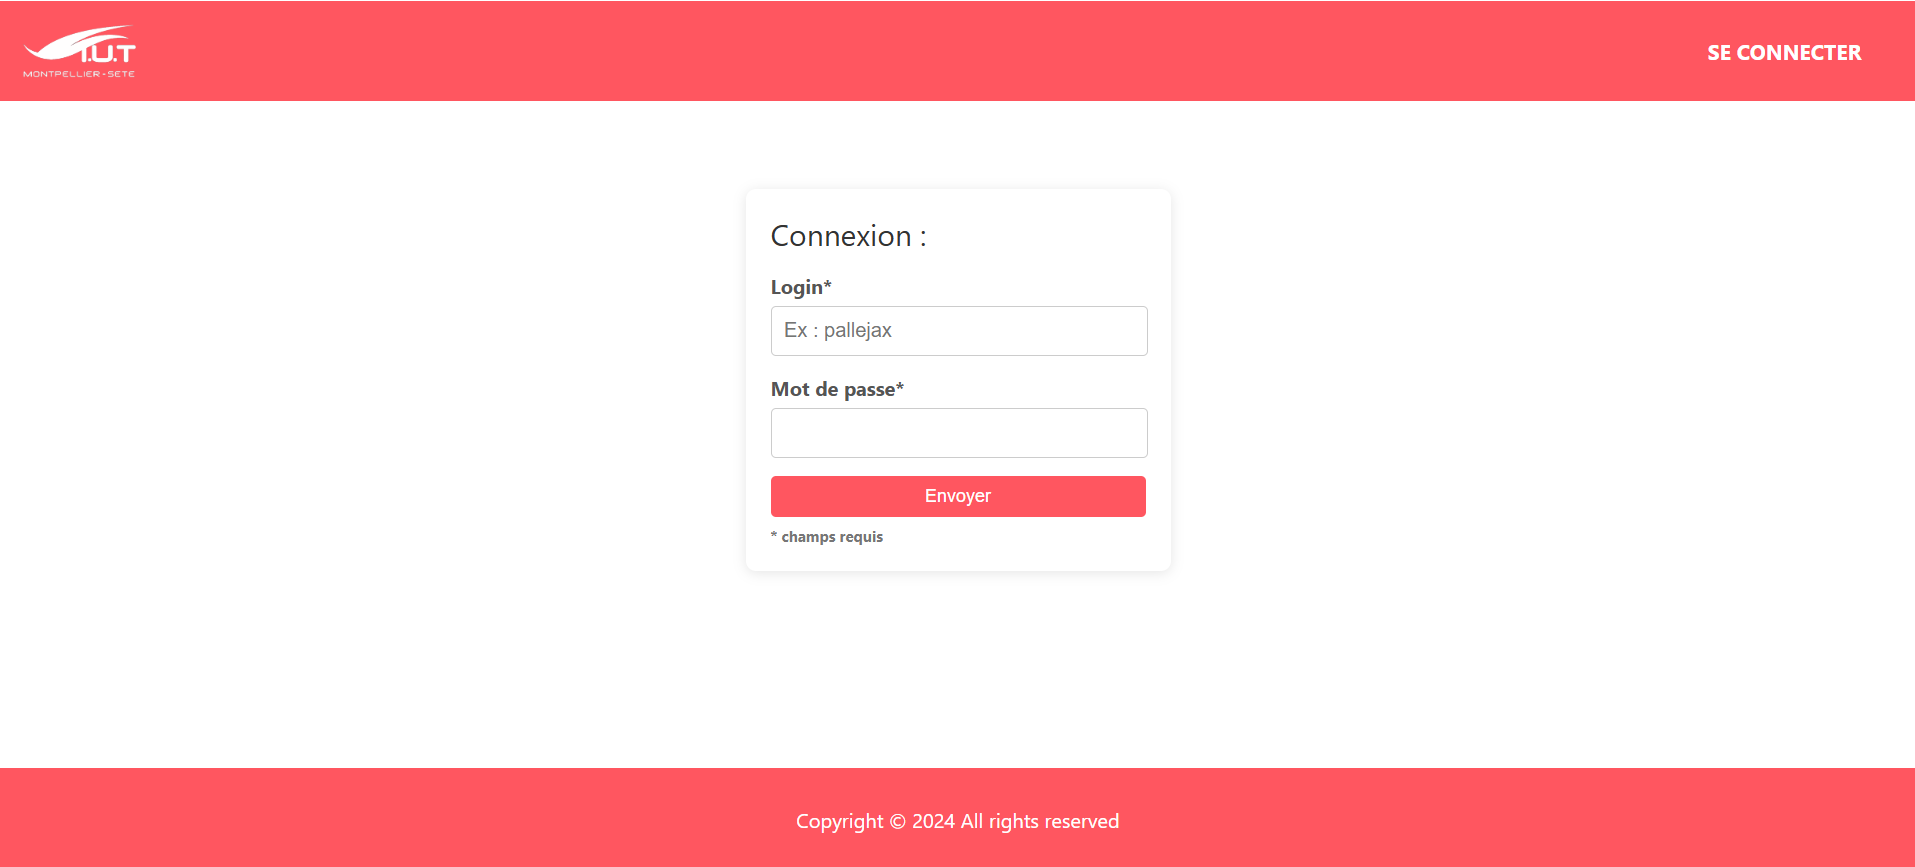 I.U.T
MONTPELLIER-SETE
SE CONNECTER
Connexion :
Login*
Ex : pallejax
Mot de passe*
Envoyer
* champs requis
Copyright © 2024 All rights reserved